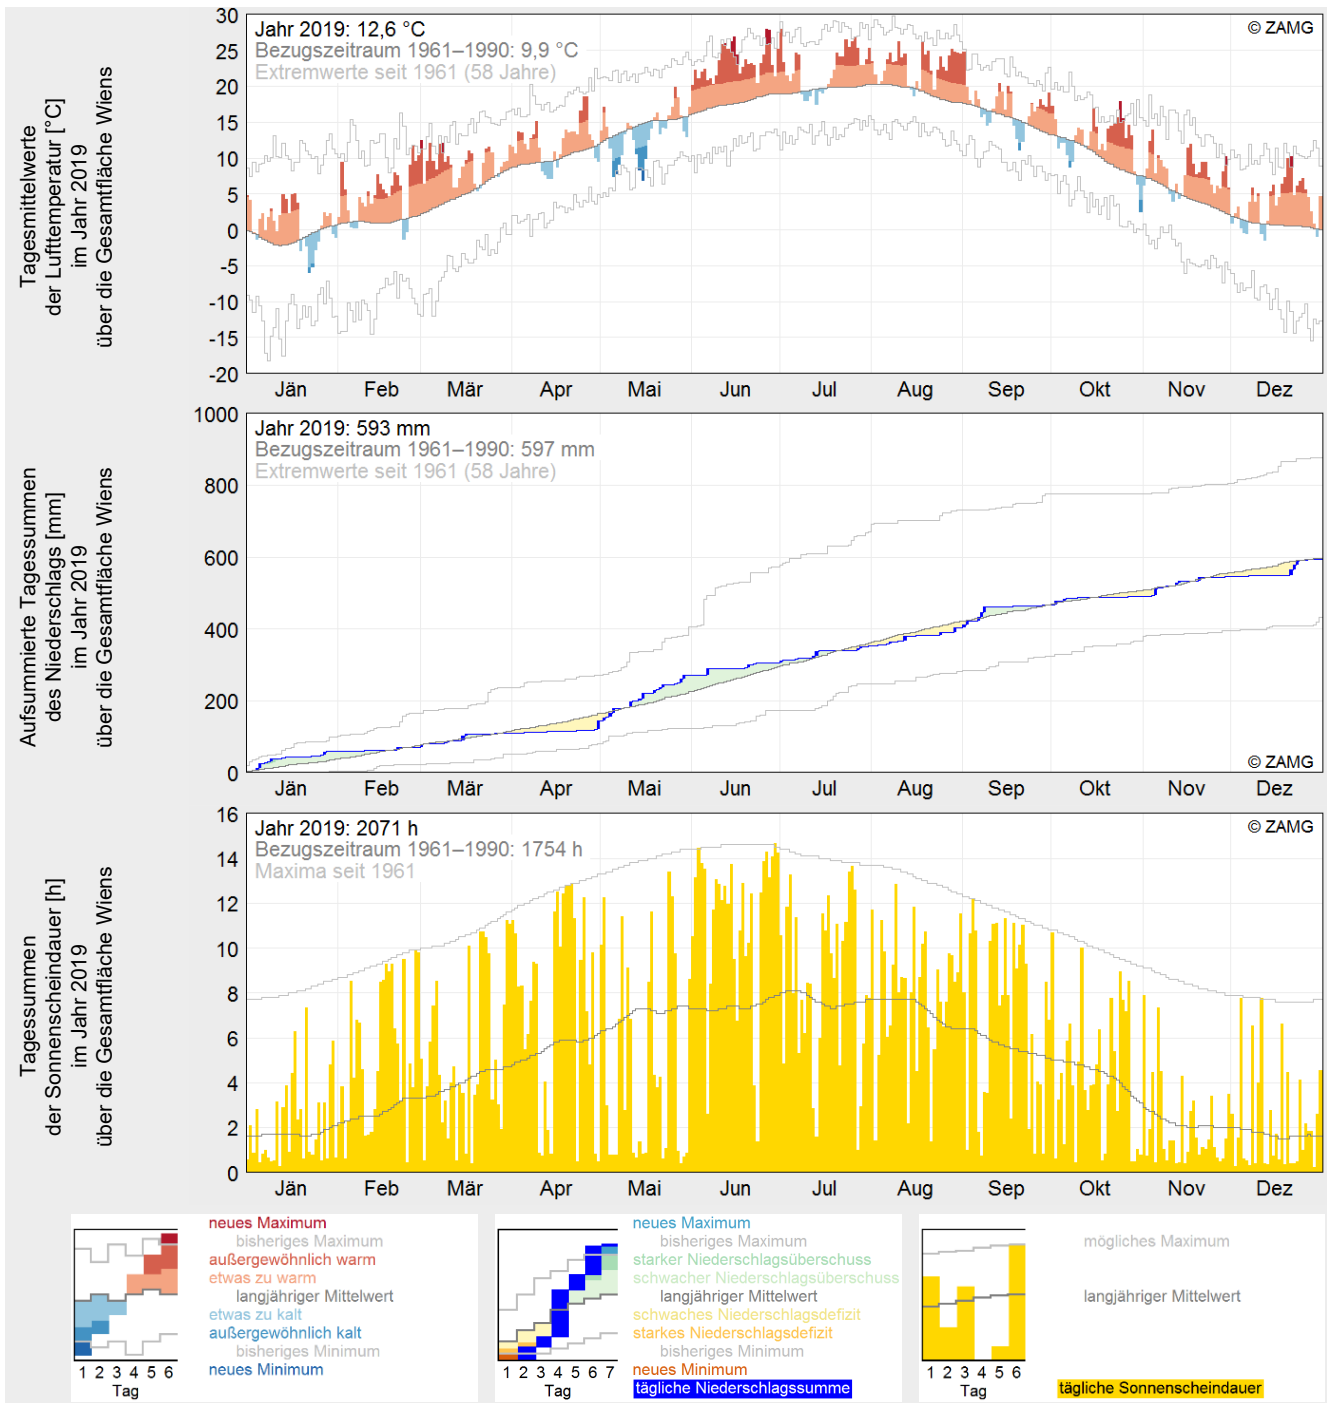 Tagesmittelwerte
der Lufttemperatur [°C]
im Jahr 2019
über die Gesamtfläche Wiens
30
25
20
15
10
5
0
-5
-10
-15
-20
Jahr 2019: 12,6 °C
Bezugszeitraum 1961–1990: 9,9 °C
Extremwerte seit 1961 (58 Jahre)
© ZAMG
Jän Feb Mär Apr Mai Jun Jul Aug Sep Okt Nov Dez
Aufsummierte Tagessummen
des Niederschlags [mm]
im Jahr 2019
über die Gesamtfläche Wiens
1000
800
600
400
200
0
Jahr 2019: 593 mm
Bezugszeitraum 1961–1990: 597 mm
Extremwerte seit 1961 (58 Jahre)
© ZAMG
Jän Feb Mär Apr Mai Jun Jul Aug Sep Okt Nov Dez
Tagessummen
der Sonnenscheindauer [h]
im Jahr 2019
über die Gesamtfläche Wiens
16
14
12
10
8
6
4
2
0
Jahr 2019: 2071 h
Bezugszeitraum 1961–1990: 1754 h
Maxima seit 1961
© ZAMG
Jän Feb Mär Apr Mai Jun Jul Aug Sep Okt Nov Dez
neues Maximum
bisheriges Maximum
außergewöhnlich warm
etwas zu warm
langjähriger Mittelwert
etwas zu kalt
außergewöhnlich kalt
bisheriges Minimum
neues Minimum
1 2 3 4 5 6
Tag
neues Maximum
bisheriges Maximum
starker Niederschlagsüberschuss
schwacher Niederschlagsüberschuss
langjähriger Mittelwert
schwaches Niederschlagsdefizit
starkes Niederschlagsdefizit
bisheriges Minimum
neues Minimum
tägliche Niederschlagssumme
1 2 3 4 5 6 7
Tag
mögliches Maximum
langjähriger Mittelwert
tägliche Sonnenscheindauer
1 2 3 4 5 6
Tag